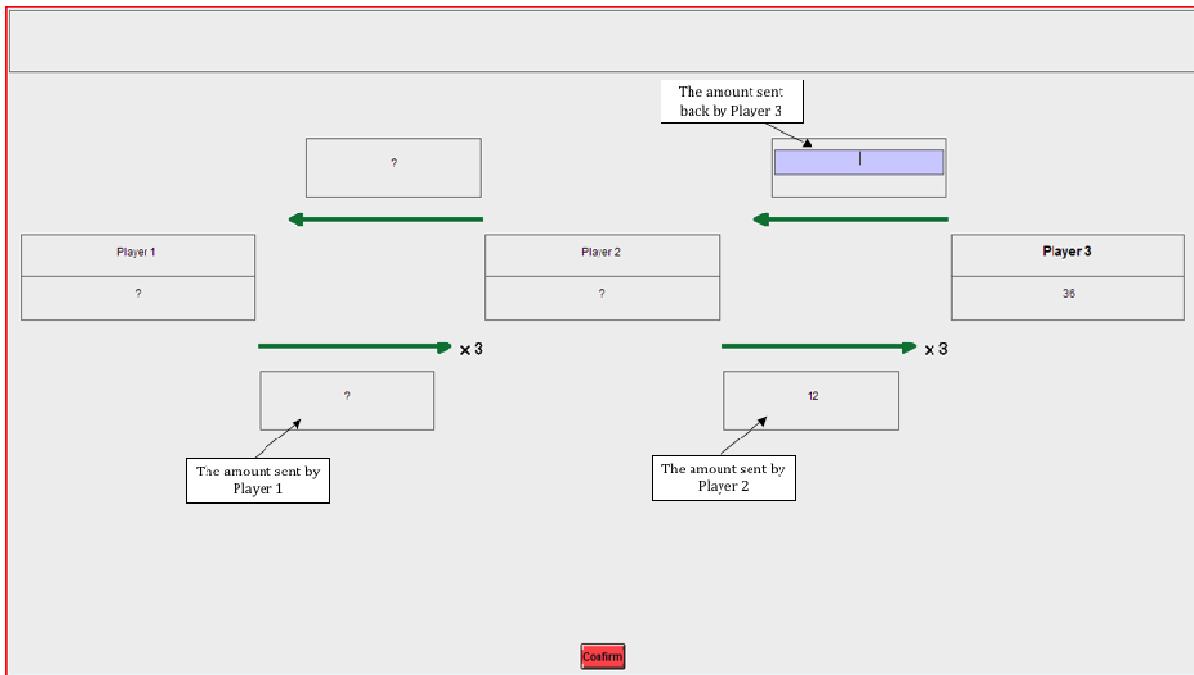 The amount sent
back by Player 3
?
Player 1
?
Player 2
?
Player 3
36
x 3
x 3
?
12
The amount sent by
Player 1
The amount sent by
Player 2
Confirm